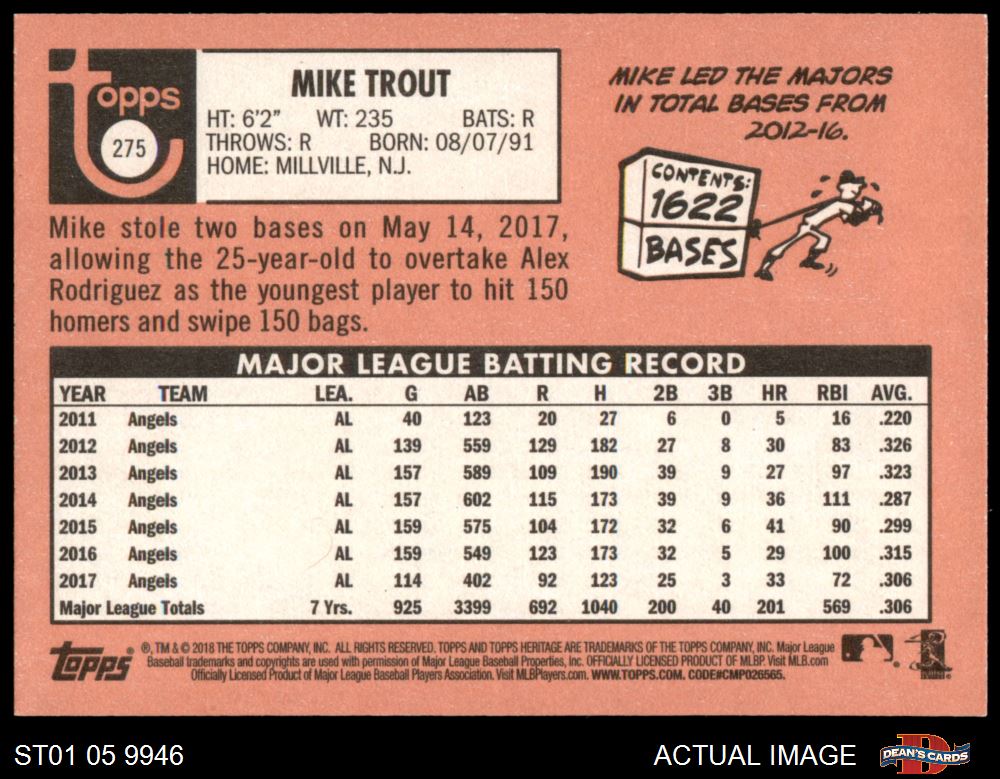 topps
275
MIKE TROUT
HT: 6'2" WT: 235 BATS: R
THROWS: R BORN: 08/07/91
HOME: MILLVILLE, N.J.
MIKE LED THE MAJORS
IN TOTAL BASES FROM
2012-16.
CONTENTS:
1622
BASES
Mike stole two bases on May 14, 2017,
allowing the 25-year-old to overtake Alex
Rodriguez as the youngest player to hit 150
homers and swipe 150 bags.
MAJOR LEAGUE BATTING RECORD
YEAR TEAM LEA. G AB R H 2B 3B HR RBI AVG.
2011 Angels AL 40 123 20 27 6 0 5 16 .220
2012 Angels AL 139 559 129 182 27 8 30 83 .326
2013 Angels AL 157 589 109 190 39 9 27 97 .323
2014 Angels AL 157 602 115 173 39 9 36 111 .287
2015 Angels AL 159 575 104 172 32 6 41 90 .299
2016 Angels AL 159 549 123 173 32 5 29 100 .315
2017 Angels AL 114 402 92 123 25 3 33 72 .306
Major League Totals 7 Yrs. 925 3399 692 1040 200 40 201 569 .306
topps
®, TM & © 2018 THE TOPPS COMPANY, INC. ALL RIGHTS RESERVED. TOPPS AND TOPPS HERITAGE ARE TRADEMARKS OF THE TOPPS COMPANY, INC. Major League
Baseball trademarks and copyrights are used with permission of Major League Baseball Properties, Inc. OFFICIALLY LICENSED PRODUCT OF MLBP. Visit MLB.com
Officially Licensed Product of Major League Baseball Players Association. Visit MLBPlayers.com. WWW.TOPPS.COM. CODE#CMP026565.
ST01 05 9946
ACTUAL IMAGE
DEAN'S CARDS